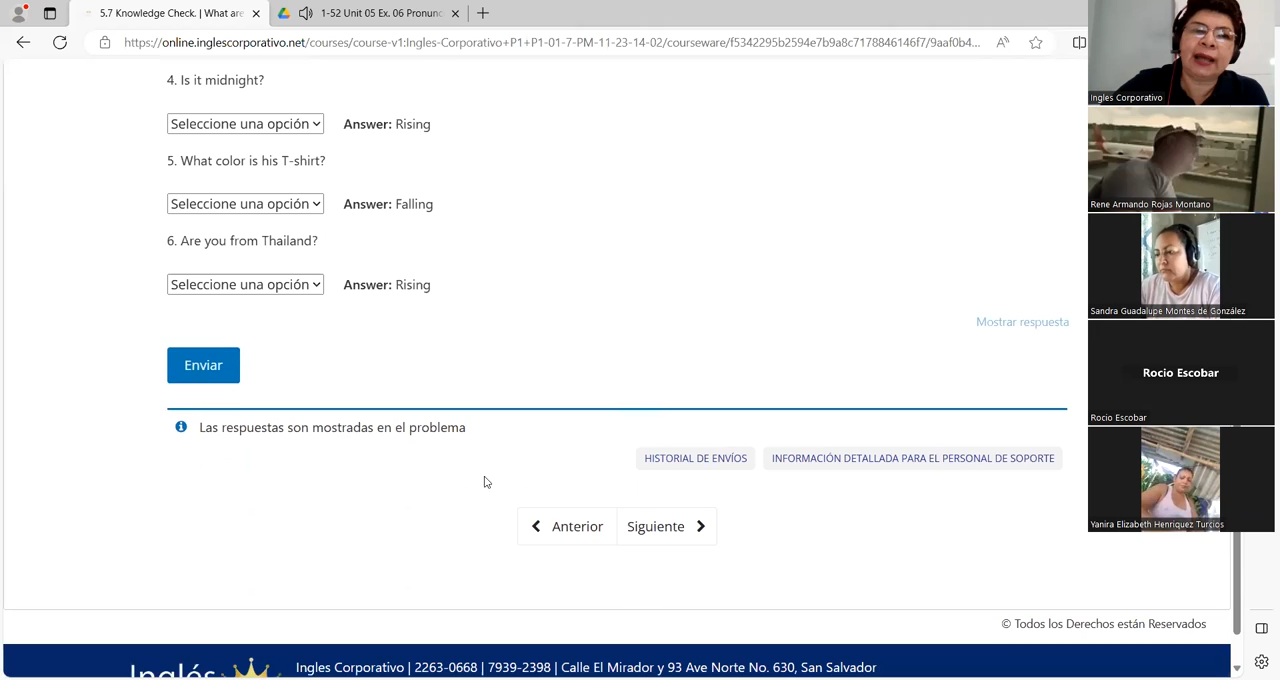 5.7 Knowledge Check. | What are
1-52 Unit 05 Ex. 06 Pronunc
https://online.inglescorporativo.net/courses/course-v1:Ingles-Corporativo+P1+P1-01-7-PM-11-23-14-02/courseware/f5342295b2594e7b9a8c7178846146f7/9aaf0b4...
4. Is it midnight?
Seleccione una opción Answer: Rising
5. What color is his T-shirt?
Seleccione una opción Answer: Falling
6. Are you from Thailand?
Seleccione una opción Answer: Rising
Mostrar respuesta
Enviar
Las respuestas son mostradas en el problema
HISTORIAL DE ENVÍOS INFORMACIÓN DETALLADA PARA EL PERSONAL DE SOPORTE
Anterior Siguiente
© Todos los Derechos están Reservados
Inglés Ingles Corporativo | 2263-0668 | 7939-2398 | Calle El Mirador y 93 Ave Norte No. 630, San Salvador
Ingles Corporativo
Rene Armando Rojas Montano
Sandra Guadalupe Montes de González
Rocio Escobar
Rocio Escobar
Yanira Elizabeth Henriquez Turcios